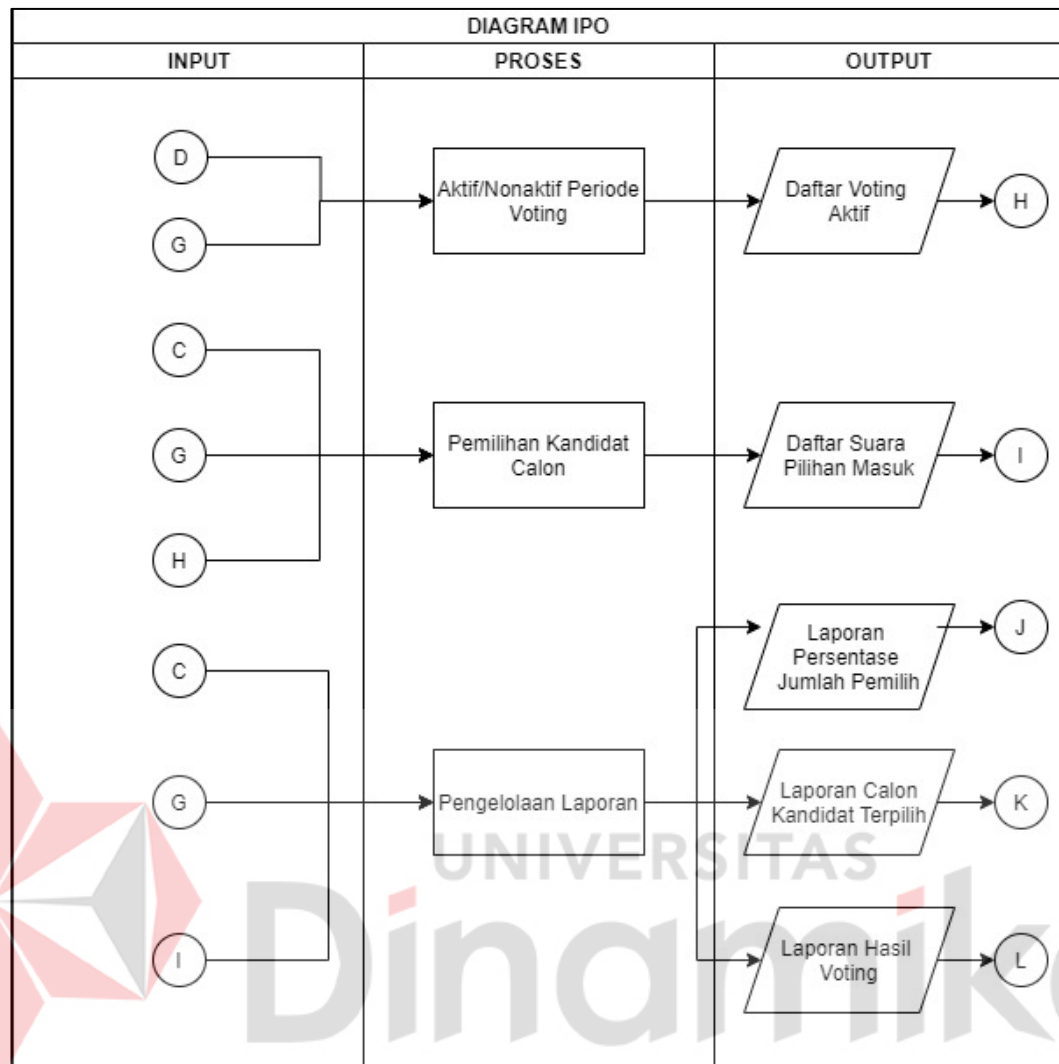 DIAGRAM IPO
INPUT
PROSES
OUTPUT
D
G
Aktif/Nonaktif Periode
Voting
Daftar Voting
Aktif
H
C
G
H
Pemilihan Kandidat
Calon
Daftar Suara
Pilihan Masuk
I
C
G
I
Pengelolaan Laporan
Laporan
Persentase
Jumlah Pemilih
J
Laporan Calon
Kandidat Terpilih
K
Laporan Hasil
Voting
L
UNIVERSITAS
Dinamika